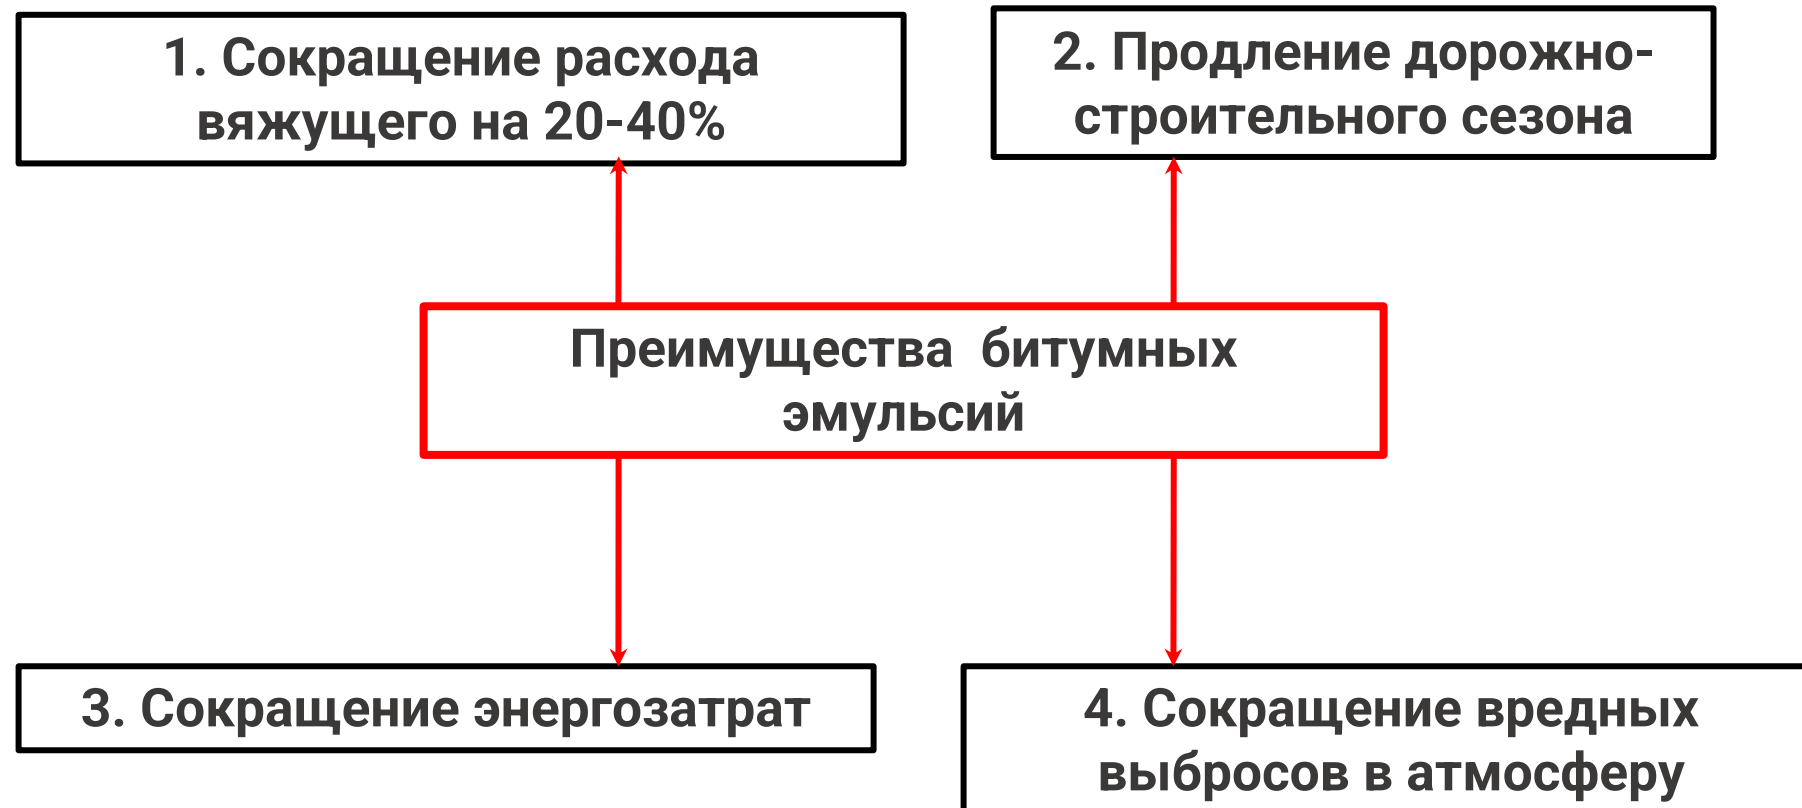 1. Сокращение расхода
вяжущего на 20-40%
2. Продление дорожно-
строительного сезона
Преимущества битумных
эмульсий
3. Сокращение энергозатрат
4. Сокращение вредных
выбросов в атмосферу